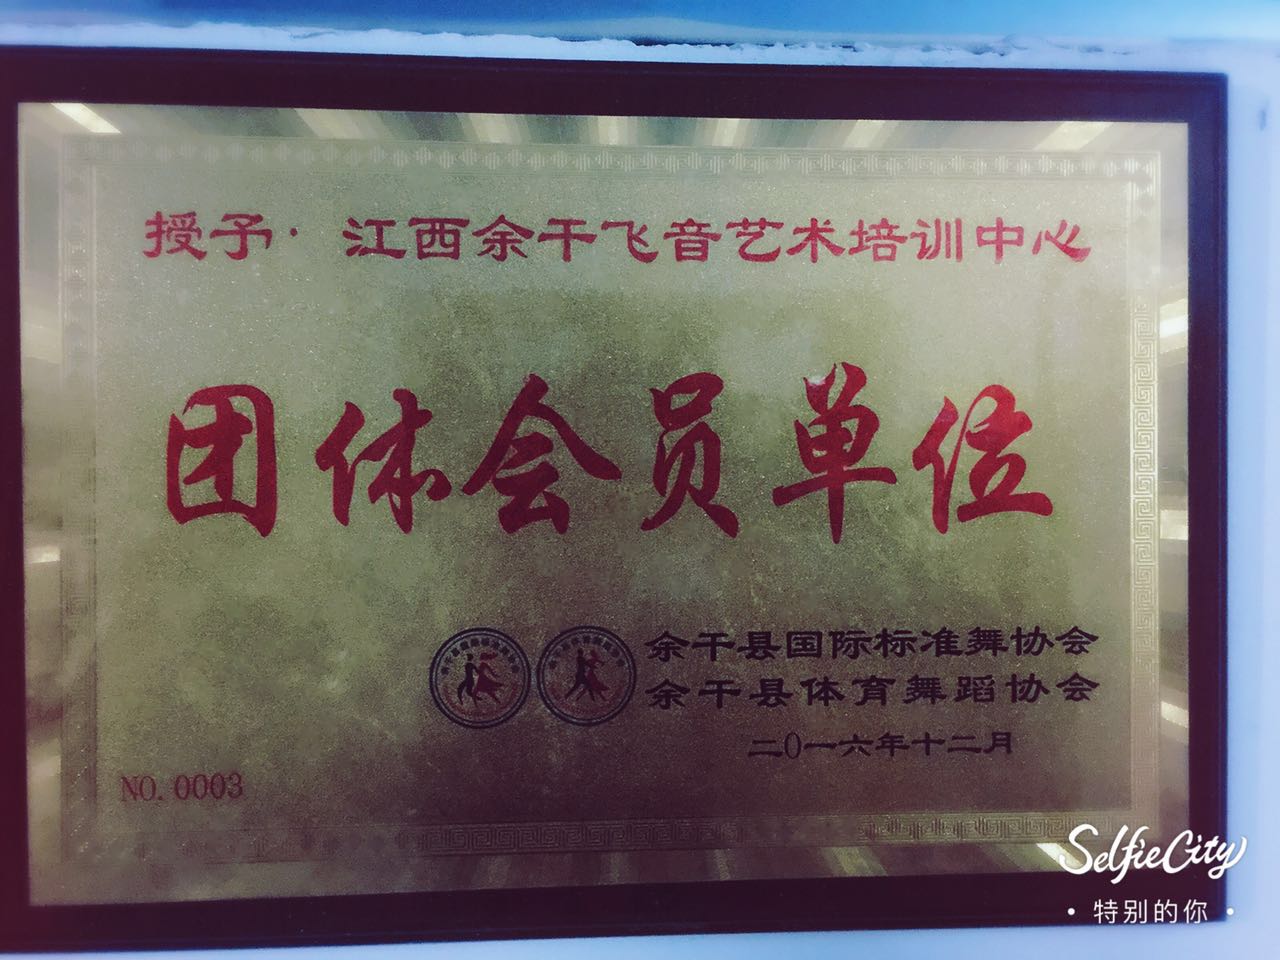 授予·江西余干飞音艺术培训中心
团体会员单位
余干县国际标准舞协会
余干县体育舞蹈协会
二0一六年十二月
NO.0003
SelfieCity
·特别的你·